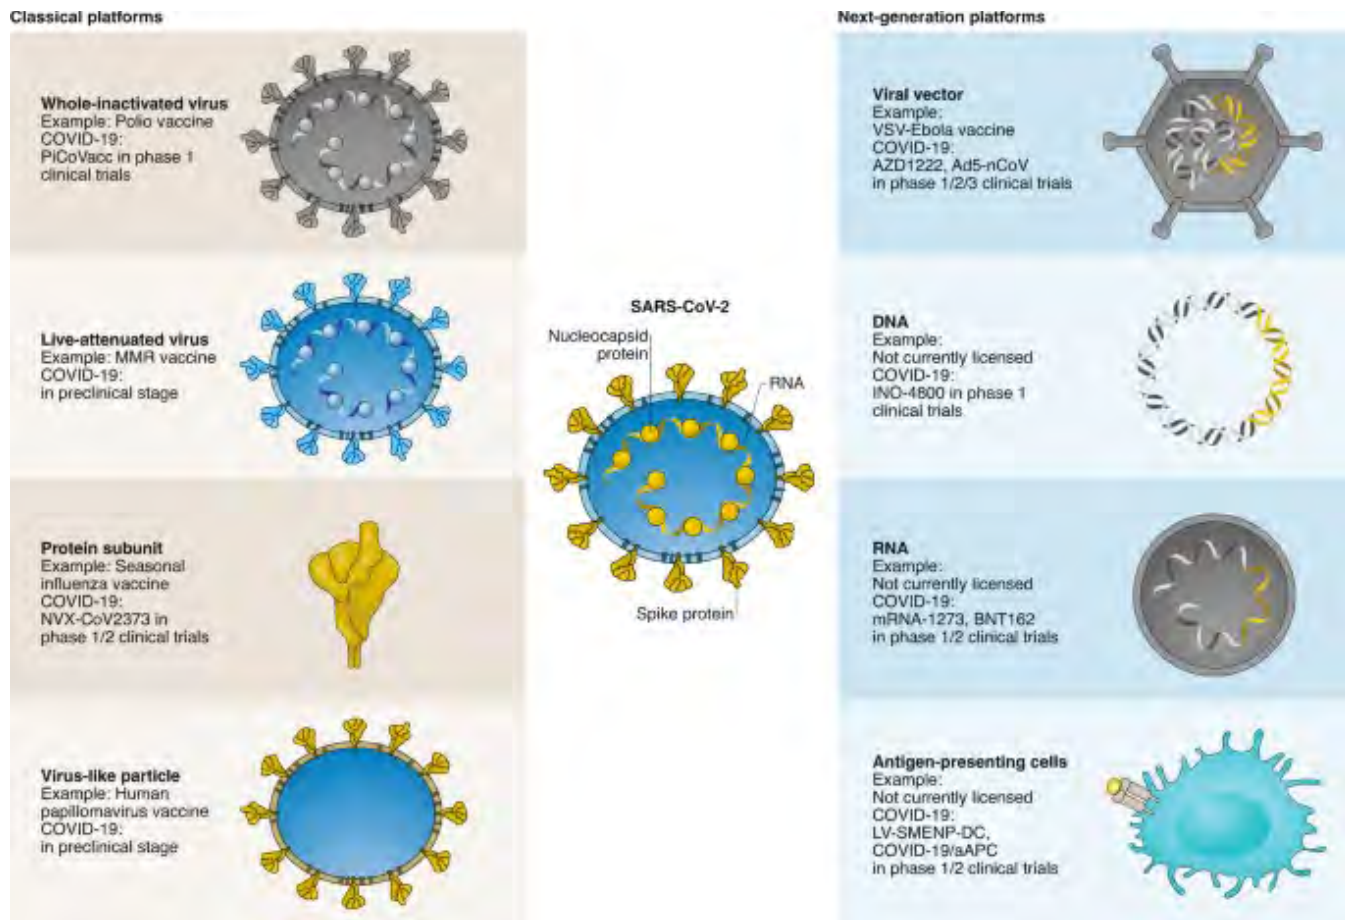 Classical platforms
Whole-inactivated virus
Example: Polio vaccine
COVID-19:
PiCoVacc in phase 1
clinical trials
Live-attenuated virus
Example: MMR vaccine
COVID-19:
in preclinical stage
Protein subunit
Example: Seasonal
influenza vaccine
COVID-19:
NVX-CoV2373 in
phase 1/2 clinical trials
Virus-like particle
Example: Human
papillomavirus vaccine
COVID-19:
in preclinical stage
SARS-CoV-2
Nucleocapsid
protein
RNA
Spike protein
Next-generation platforms
Viral vector
Example:
VSV-Ebola vaccine
COVID-19:
AZD1222, Ad5-nCoV
in phase 1/2/3 clinical trials
DNA
Example:
Not currently licensed
COVID-19:
INO-4800 in phase 1
clinical trials
RNA
Example:
Not currently licensed
COVID-19:
mRNA-1273, BNT162
in phase 1/2 clinical trials
Antigen-presenting cells
Example:
Not currently licensed
COVID-19:
LV-SMENP-DC,
COVID-19/aAPC
in phase 1/2 clinical trials